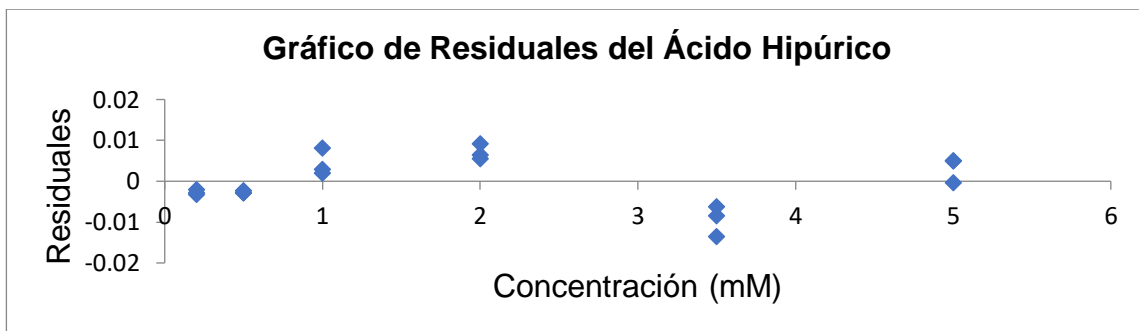 Gráfico de Residuales del Ácido Hipúrico
Residuales
0.02
0.01
0
-0.01
-0.02
0 1 2 3 4 5 6
Concentración (mM)